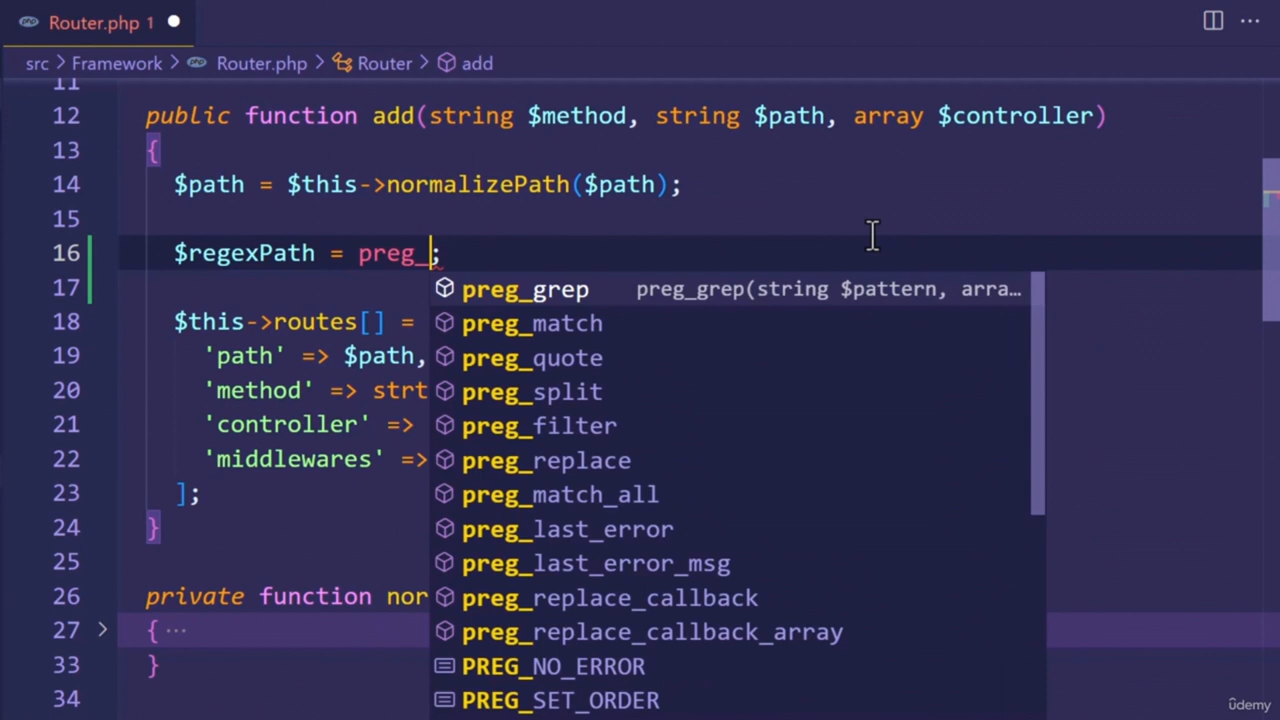 php Router.php 1
src > Framework > php Router.php > Router > add
11
12 public function add(string $method, string $path, array $controller)
13 {
14 $path = $this->normalizePath($path);
15
16 $regexPath = preg_;
17
18 $this->routes[] =
19 'path' => $path,
20 'method' => strt
21 'controller' =>
22 'middlewares' =>
23 ];
24 }
25
26 private function nor
27 > { ...
33 }
34
preg_grep preg_grep(string $pattern, arra…
preg_match
preg_quote
preg_split
preg_filter
preg_replace
preg_match_all
preg_last_error
preg_last_error_msg
preg_replace_callback
preg_replace_callback_array
PREG_NO_ERROR
PREG_SET_ORDER
ûdemy